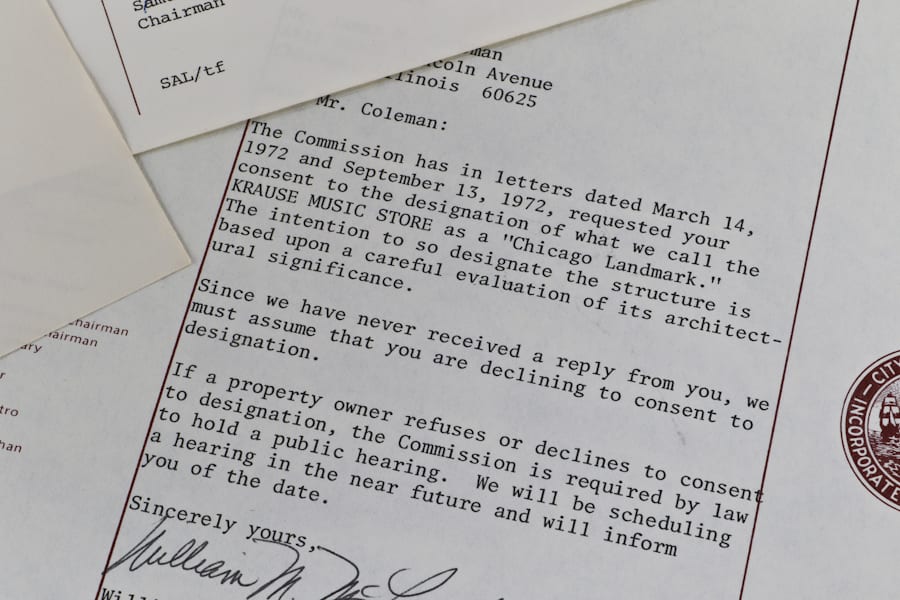 Chairman
SAL/tf
Lincoln Avenue
Illinois 60625
Mr. Coleman:
The Commission has in letters dated March 14,
1972 and September 13, 1972, requested your
consent to the designation of what we call the
KRAUSE MUSIC STORE as a "Chicago Landmark."
The intention to so designate the structure is
based upon a careful evaluation of its architect-
ural significance.
Since we have never received a reply from you, we
must assume that you are declining to consent to
designation.
If a property owner refuses or declines to consent
to designation, the Commission is required by law
to hold a public hearing. We will be scheduling
a hearing in the near future and will inform
you of the date.
Sincerely yours,
William M.
Chairman
CITY
INCORPORATE